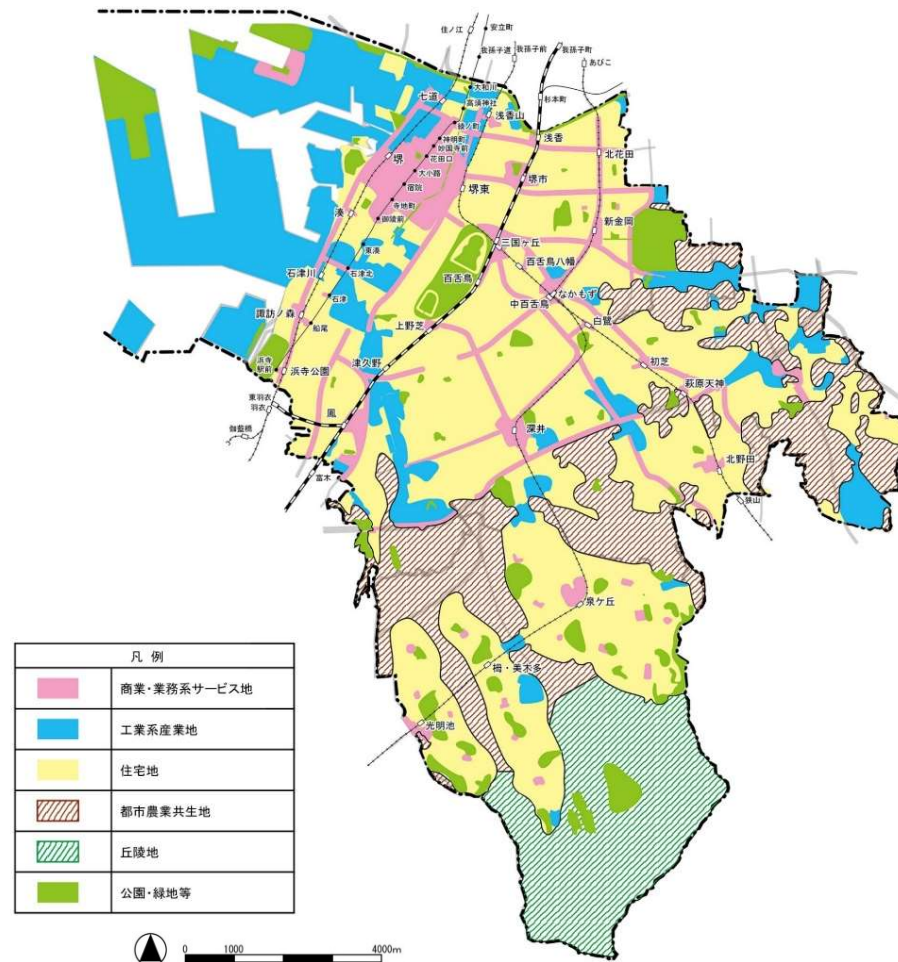 住ノ江
安立町
我孫子道
我孫子前
我孫子町
あびこ
大和川
七道
高須神社
杉本町
浅香山
綾ノ町
浅香
神明町
妙国寺前
堺
花田口
北花田
大小路
堺東
堺市
宿院
寺地町
湊
御陵前
新金岡
三国ヶ丘
東湊
百舌鳥八幡
石津川
石津北
百舌鳥
なかもず
中百舌鳥
石津
諏訪ノ森
船尾
上野芝
白鷺
浜寺
駅前
浜寺公園
津久野
初芝
萩原天神
東羽衣
羽衣
鳳
伽藍橋
深井
北野田
富木
狭山
泉ケ丘
栂・美木多
光明池
凡 例
商業・業務系サービス地
工業系産業地
住宅地
都市農業共生地
丘陵地
公園・緑地等
0 1000 4000m